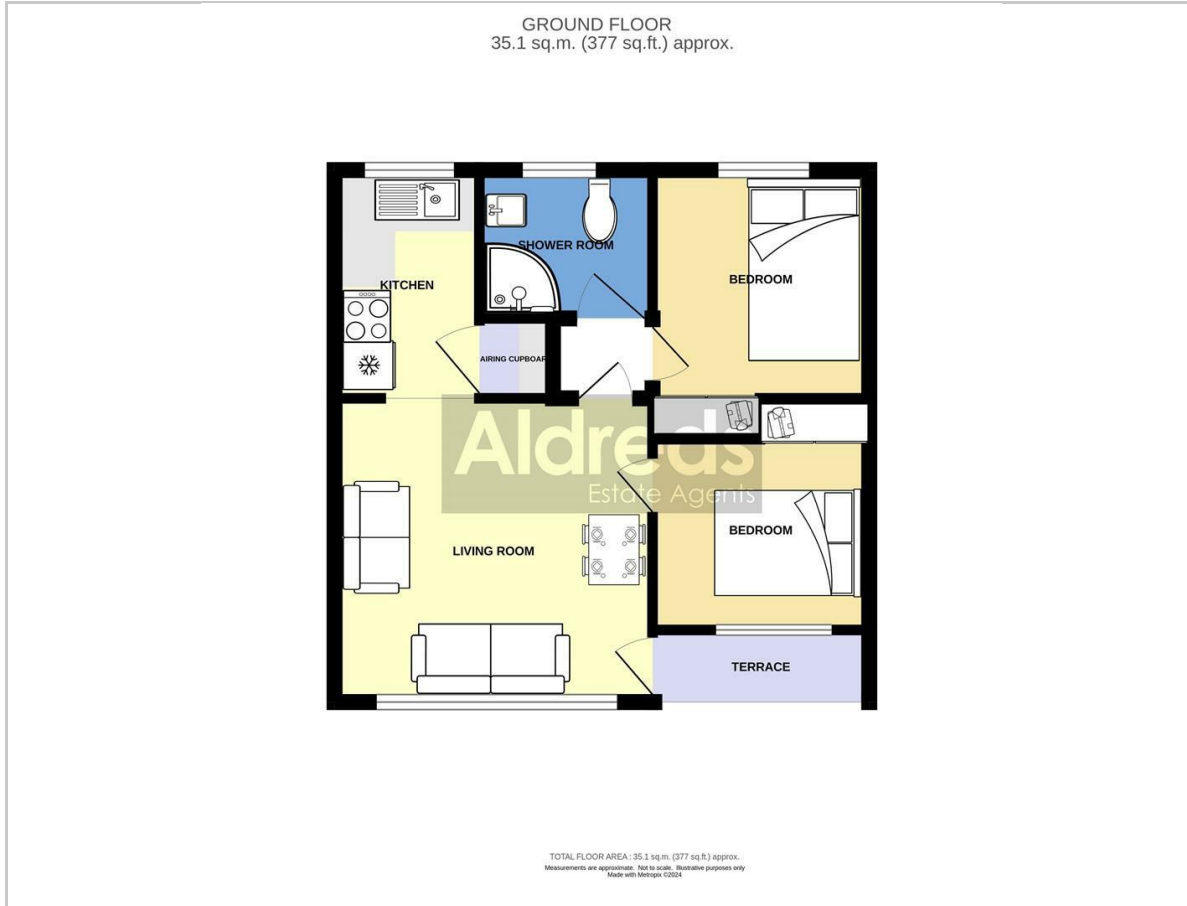 GROUND FLOOR
35.1 sq.m. (377 sq.ft.) approx.
SHOWER ROOM
KITCHEN
BEDROOM
AIRING CUPBOAR
Aldreds
Estate Agents
BEDROOM
LIVING ROOM
TERRACE
TOTAL FLOOR AREA : 35.1 sq.m. (377 sq.ft.) approx.
Measurements are approximate. Not to scale. Illustrative purposes only
Made with Metropix ©2024